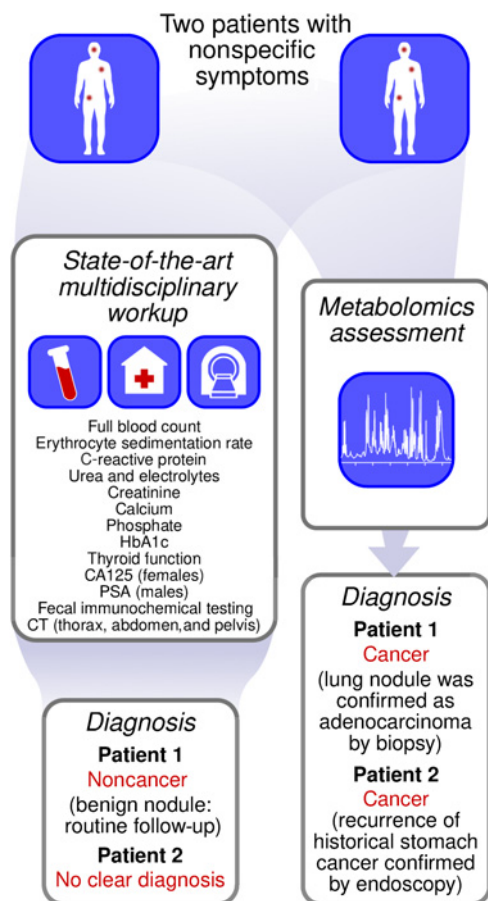 Two patients with
nonspecific
symptoms
State-of-the-art
multidisciplinary
workup
Full blood count
Erythrocyte sedimentation rate
C-reactive protein
Urea and electrolytes
Creatinine
Calcium
Phosphate
HbA1c
Thyroid function
CA125 (females)
PSA (males)
Fecal immunochemical testing
CT (thorax, abdomen, and pelvis)
Diagnosis
Patient 1
Noncancer
(benign nodule:
routine follow-up)
Patient 2
No clear diagnosis
Metabolomics
assessment
Diagnosis
Patient 1
Cancer
(lung nodule was
confirmed as
adenocarcinoma
by biopsy)
Patient 2
Cancer
(recurrence of
historical stomach
cancer confirmed
by endoscopy)